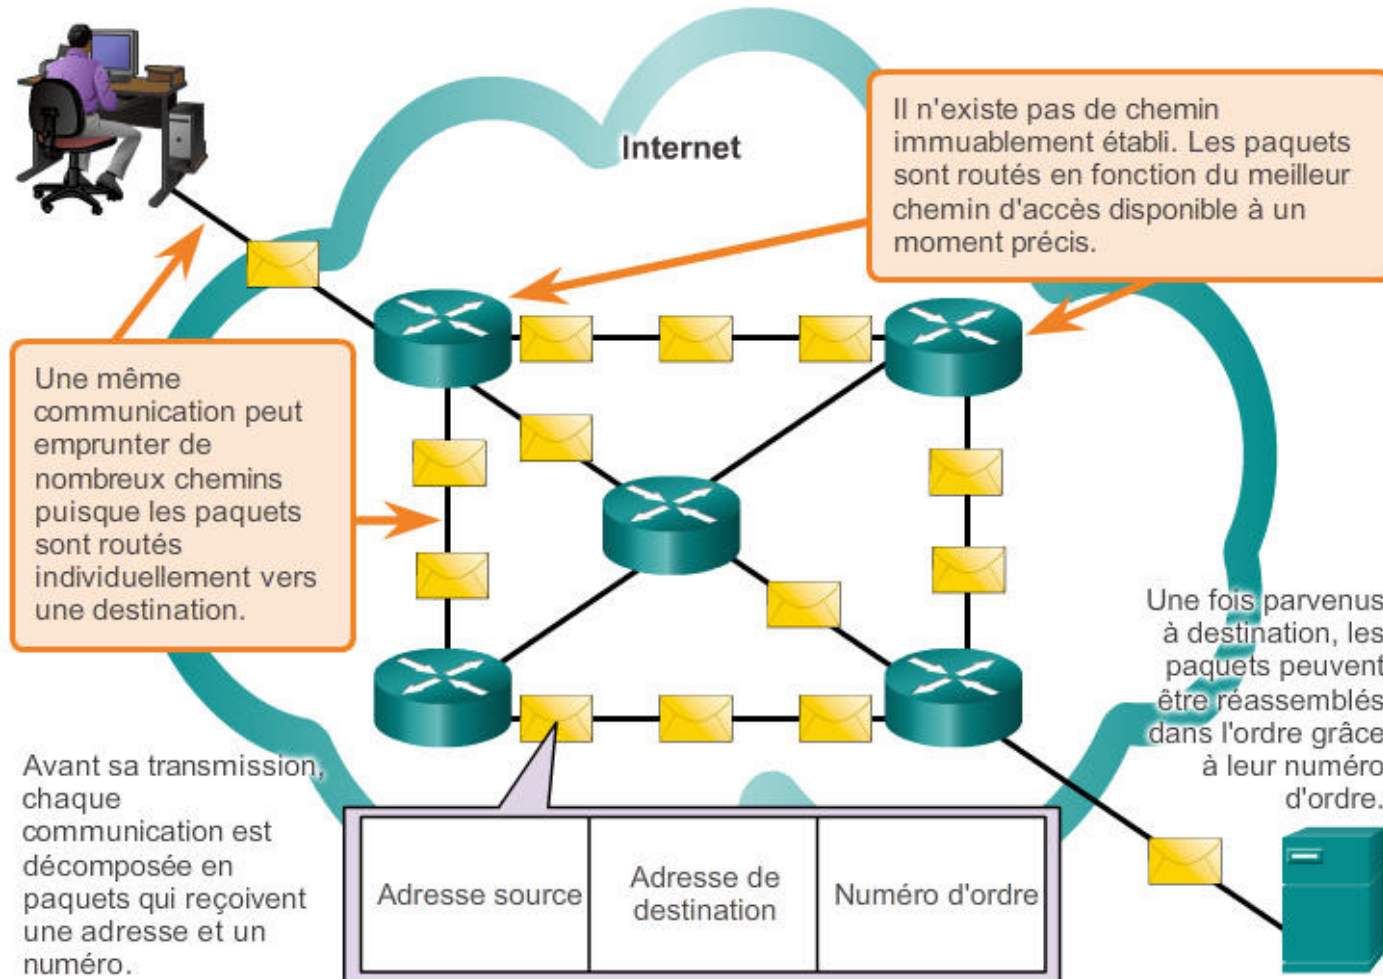 Internet
Il n'existe pas de chemin
immuablement établi. Les paquets
sont routés en fonction du meilleur
chemin d'accès disponible à un
moment précis.
Une même
communication peut
emprunter de
nombreux chemins
puisque les paquets
sont routés
individuellement vers
une destination.
Une fois parvenus
à destination, les
paquets peuvent
être réassemblés
dans l'ordre grâce
à leur numéro
d'ordre.
Avant sa transmission,
chaque
communication est
décomposée en
paquets qui reçoivent
une adresse et un
numéro.
Adresse source
Adresse de
destination
Numéro d'ordre